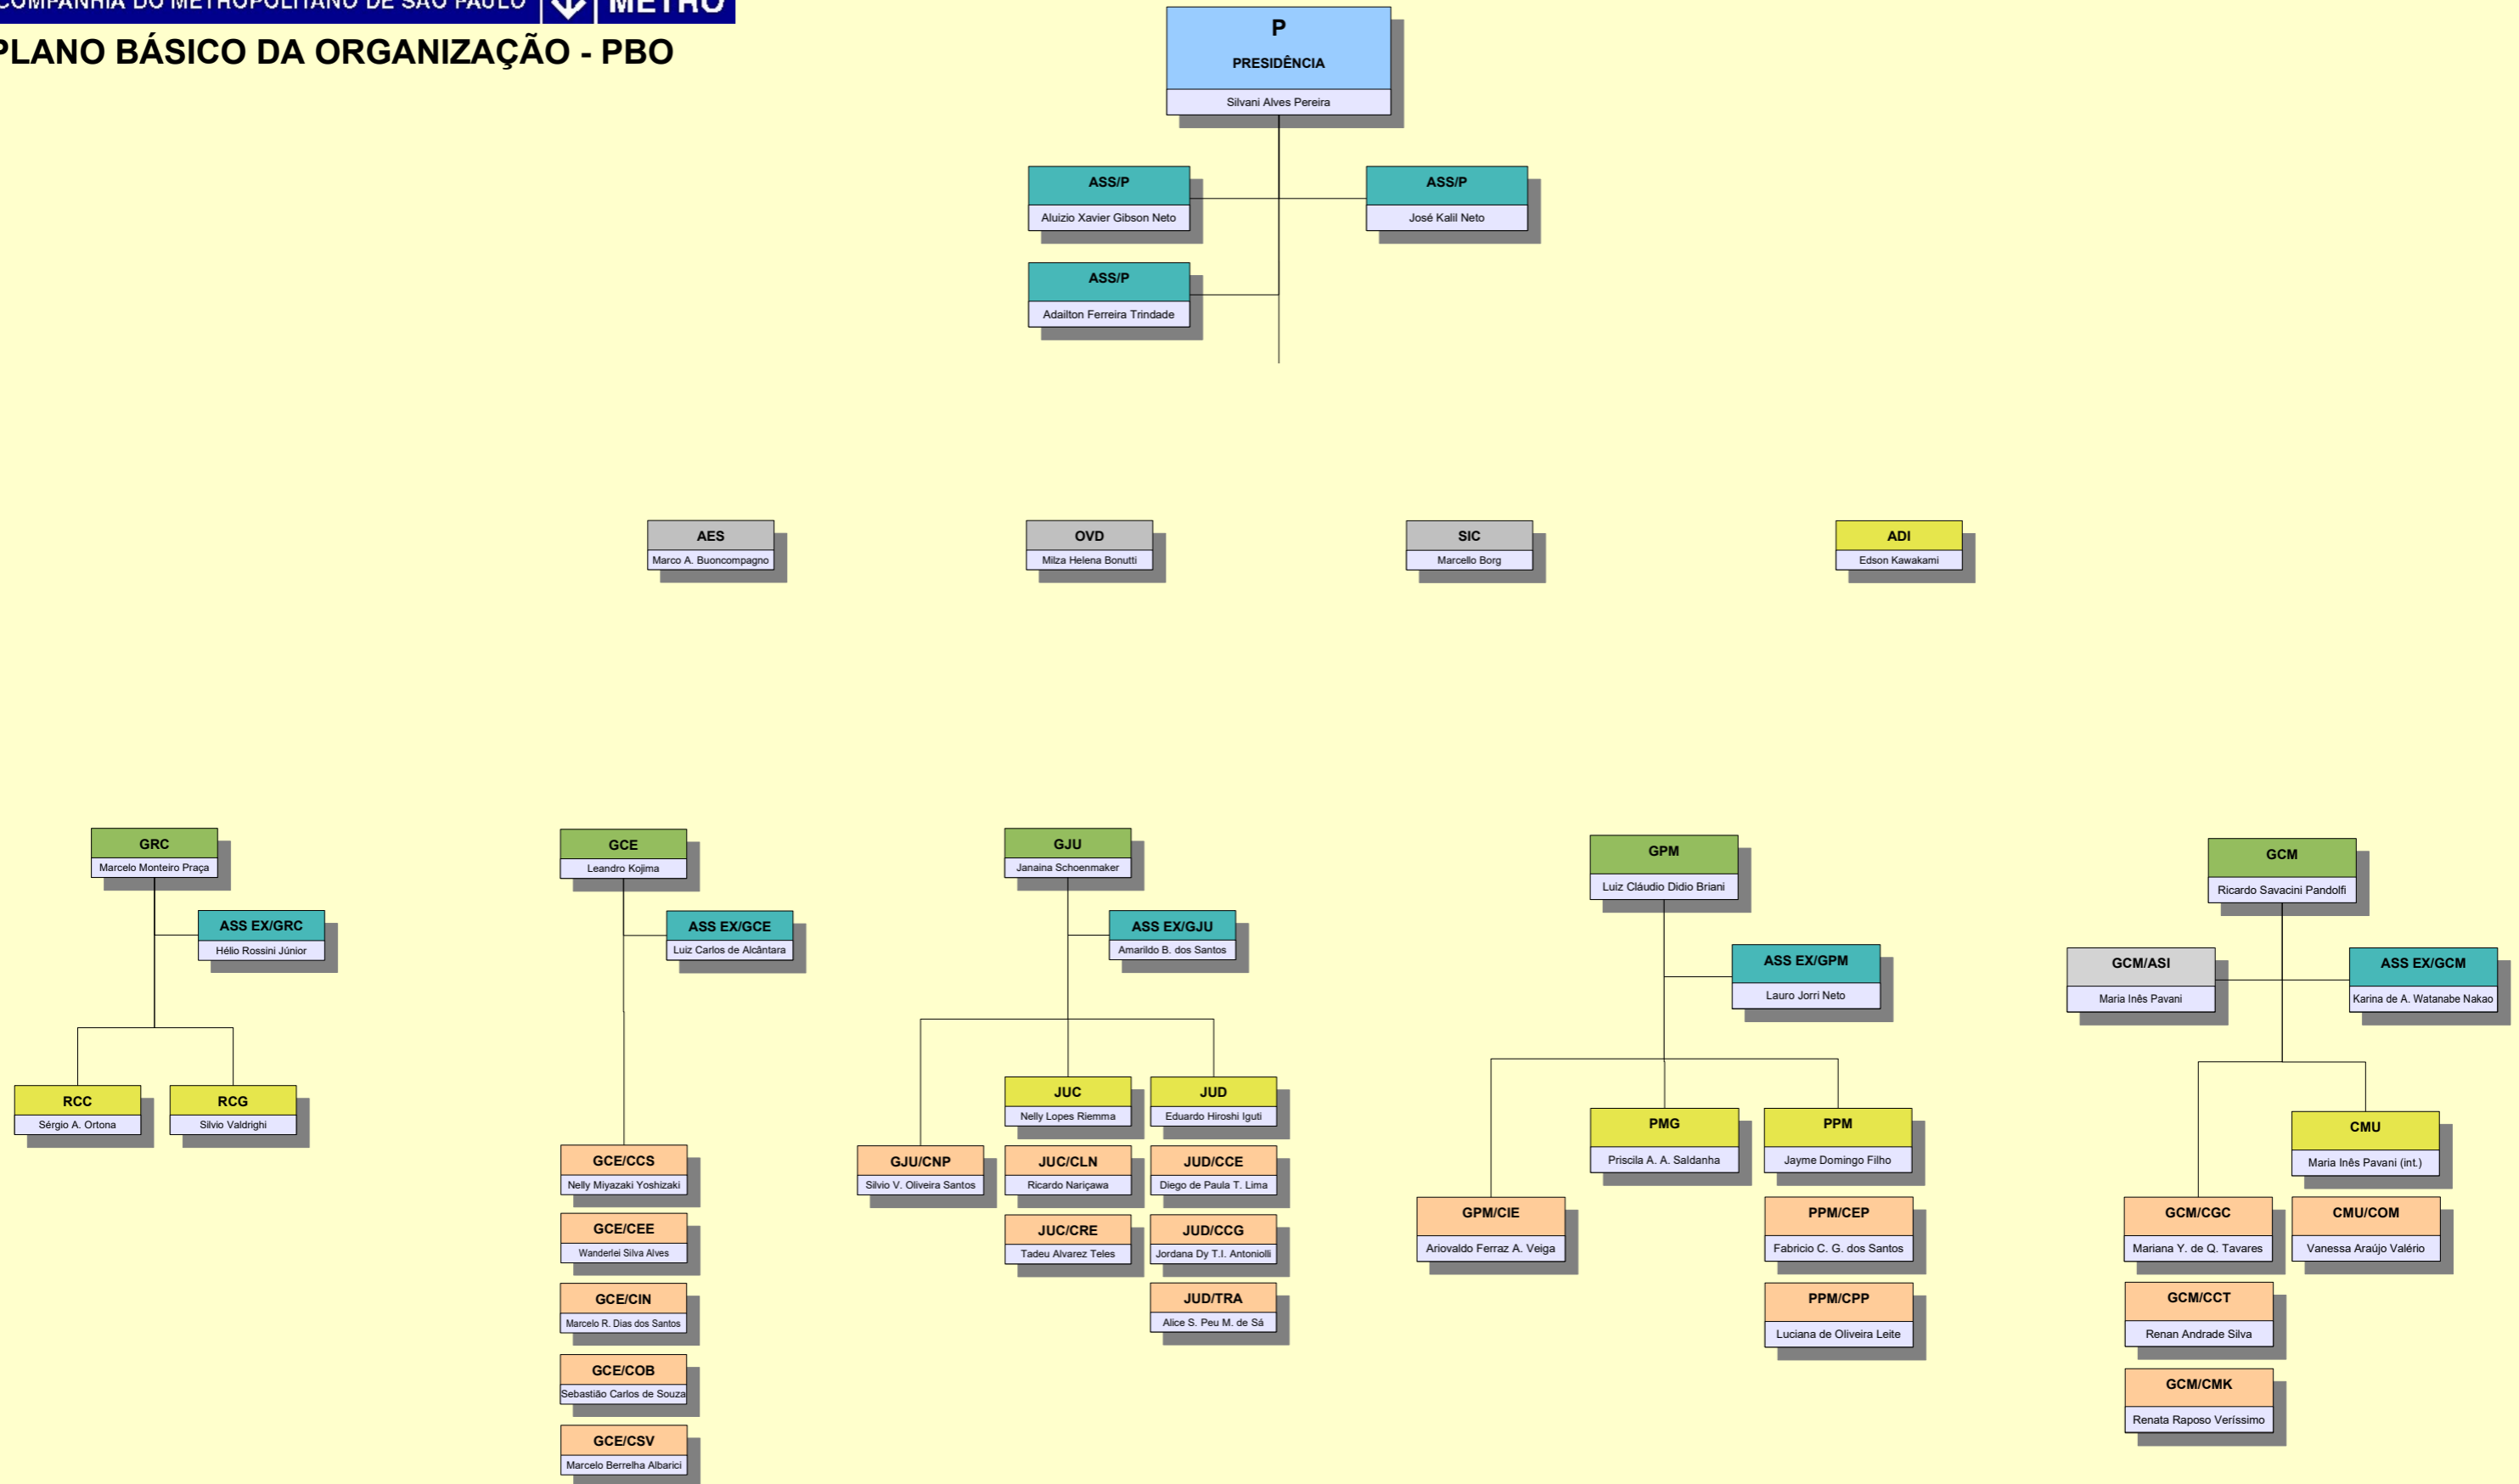 COMPANHIA DO METROPOLITANO DE SÃO PAULO METRÔ
PLANO BÁSICO DA ORGANIZAÇÃO - PBO
P
PRESIDÊNCIA
Silvani Alves Pereira
ASS/P
Aluizio Xavier Gibson Neto
ASS/P
José Kalil Neto
ASS/P
Adailton Ferreira Trindade
AES
Marco A. Buoncompagno
OVD
Milza Helena Bonutti
SIC
Marcello Borg
ADI
Edson Kawakami
GRC
Marcelo Monteiro Praça
ASS EX/GRC
Hélio Rossini Júnior
RCC
Sérgio A. Ortona
RCG
Silvio Valdrighi
GCE
Leandro Kojima
ASS EX/GCE
Luiz Carlos de Alcântara
GCE/CCS
Nelly Miyazaki Yoshizaki
GCE/CEE
Wanderlei Silva Alves
GCE/CIN
Marcelo R. Dias dos Santos
GCE/COB
Sebastião Carlos de Souza
GCE/CSV
Marcelo Berrelha Albarici
GJU
Janaina Schoenmaker
ASS EX/GJU
Amarildo B. dos Santos
GJU/CNP
Silvio V. Oliveira Santos
JUC
Nelly Lopes Riemma
JUC/CLN
Ricardo Nariçawa
JUC/CRE
Tadeu Alvarez Teles
JUD
Eduardo Hiroshi Iguti
JUD/CCE
Diego de Paula T. Lima
JUD/CCG
Jordana Dy T.I. Antoniolli
JUD/TRA
Alice S. Peu M. de Sá
GPM
Luiz Cláudio Didio Briani
ASS EX/GPM
Lauro Jorri Neto
GPM/CIE
Ariovaldo Ferraz A. Veiga
PMG
Priscila A. A. Saldanha
PPM
Jayme Domingo Filho
PPM/CEP
Fabricio C. G. dos Santos
PPM/CPP
Luciana de Oliveira Leite
GCM
Ricardo Savacini Pandolfi
GCM/ASI
Maria Inês Pavani
ASS EX/GCM
Karina de A. Watanabe Nakao
GCM/CGC
Mariana Y. de Q. Tavares
GCM/CCT
Renan Andrade Silva
GCM/CMK
Renata Raposo Veríssimo
CMU
Maria Inês Pavani (int.)
CMU/COM
Vanessa Araújo Valério